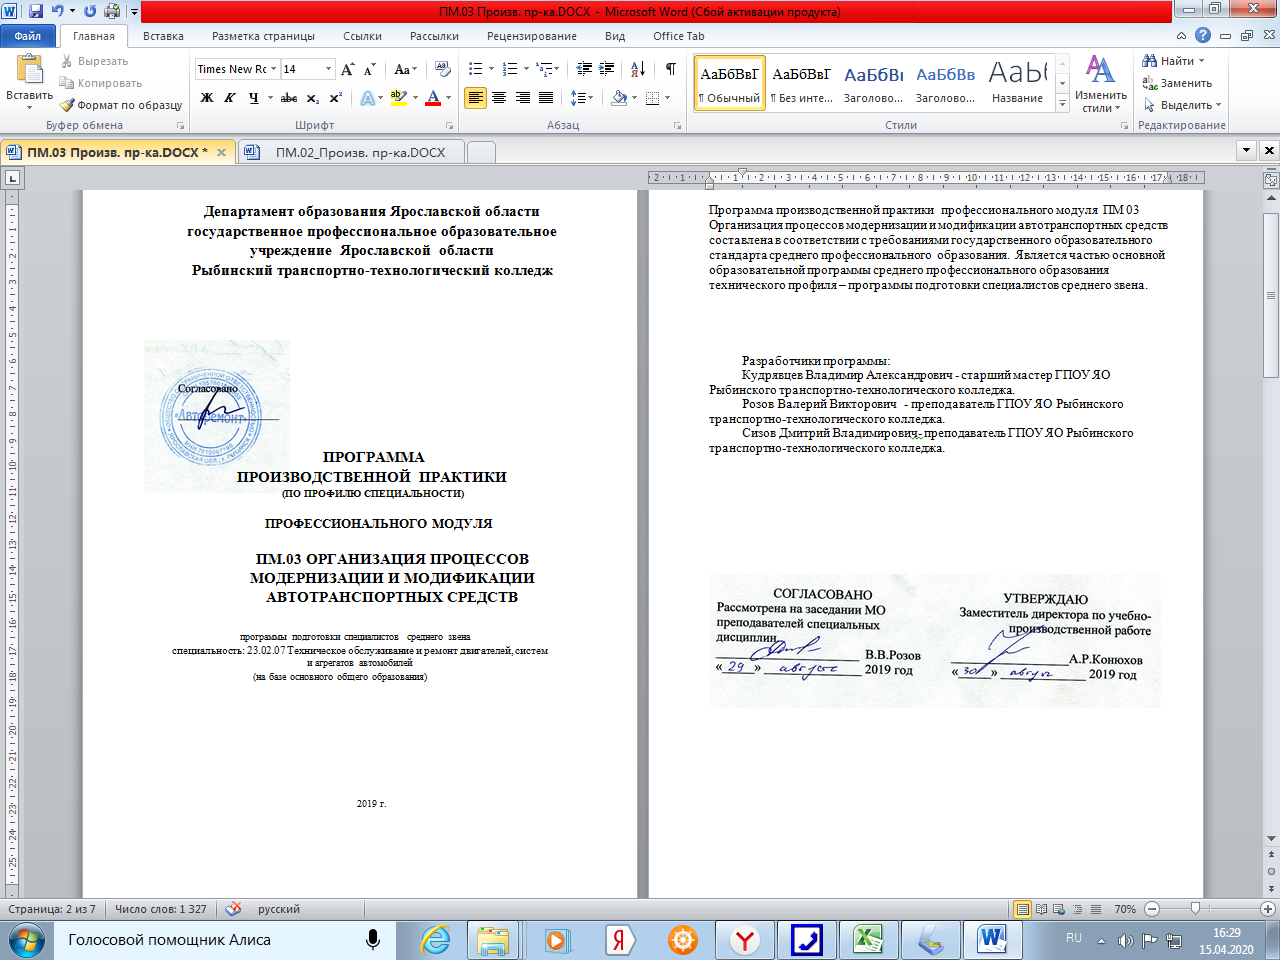 ПМ.03 Произв. пр-ка.DOCX - Microsoft Word (Сбой активации продукта)
Файл Главная Вставка Разметка страницы Ссылки Рассылки Рецензирование Вид Office Tab
Вставить
Вырезать
Копировать
Формат по образцу
Буфер обмена
Times New Rc 14
Ж К Ч abc x₂ x²
Шрифт
Абзац
АаБбВвГ АаБбВвГ АаБбВв АаБбВв АаБ
¶ Обычный ¶ Без инте... Заголово... Заголово... Название
Стили
Изменить стили
Найти
Заменить
Выделить
Редактирование
ПМ.03 Произв. пр-ка.DOCX * ПМ.02_Произв. пр-ка.DOCX
Департамент образования Ярославской области
государственное профессиональное образовательное
учреждение Ярославской области
Рыбинский транспортно-технологический колледж
Согласовано
«Авторемонт»
ПРОГРАММА
ПРОИЗВОДСТВЕННОЙ ПРАКТИКИ
(ПО ПРОФИЛЮ СПЕЦИАЛЬНОСТИ)
ПРОФЕССИОНАЛЬНОГО МОДУЛЯ
ПМ.03 ОРГАНИЗАЦИЯ ПРОЦЕССОВ
МОДЕРНИЗАЦИИ И МОДИФИКАЦИИ
АВТОТРАНСПОРТНЫХ СРЕДСТВ
программы подготовки специалистов среднего звена
специальность: 23.02.07 Техническое обслуживание и ремонт двигателей, систем
и агрегатов автомобилей
(на базе основного общего образования)
2019 г.
Программа производственной практики профессионального модуля ПМ 03
Организация процессов модернизации и модификации автотранспортных средств
составлена в соответствии с требованиями государственного образовательного
стандарта среднего профессионального образования. Является частью основной
образовательной программы среднего профессионального образования
технического профиля – программы подготовки специалистов среднего звена.
Разработчики программы:
Кудрявцев Владимир Александрович - старший мастер ГПОУ ЯО
Рыбинского транспортно-технологического колледжа.
Розов Валерий Викторович - преподаватель ГПОУ ЯО Рыбинского
транспортно-технологического колледжа.
Сизов Дмитрий Владимирович- преподаватель ГПОУ ЯО Рыбинского
транспортно-технологического колледжа.
СОГЛАСОВАНО
Рассмотрена на заседании МО
преподавателей специальных
дисциплин
В.В.Розов
«29» август 2019 год
УТВЕРЖДАЮ
Заместитель директора по учебно-
производственной работе
А.Р.Конюхов
«30» август 2019 год
Страница: 2 из 7 Число слов: 1 327 русский 70%
Голосовой помощник Алиса
RU
16:29
15.04.2020